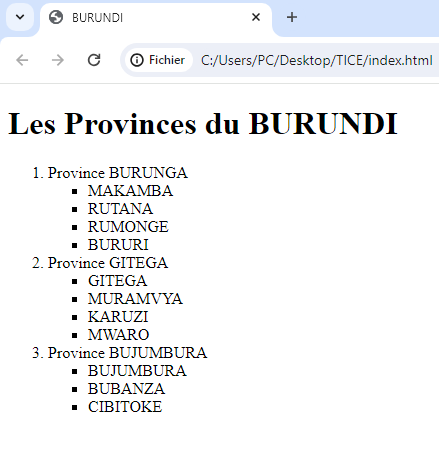 BURUNDI
Fichier C:/Users/PC/Desktop/TICE/index.html
Les Provinces du BURUNDI
1. Province BURUNGA
MAKAMBA
RUTANA
RUMONGE
BURURI
2. Province GITEGA
GITEGA
MURAMVYA
KARUZI
MWARO
3. Province BUJUMBURA
BUJUMBURA
BUBANZA
CIBITOKE